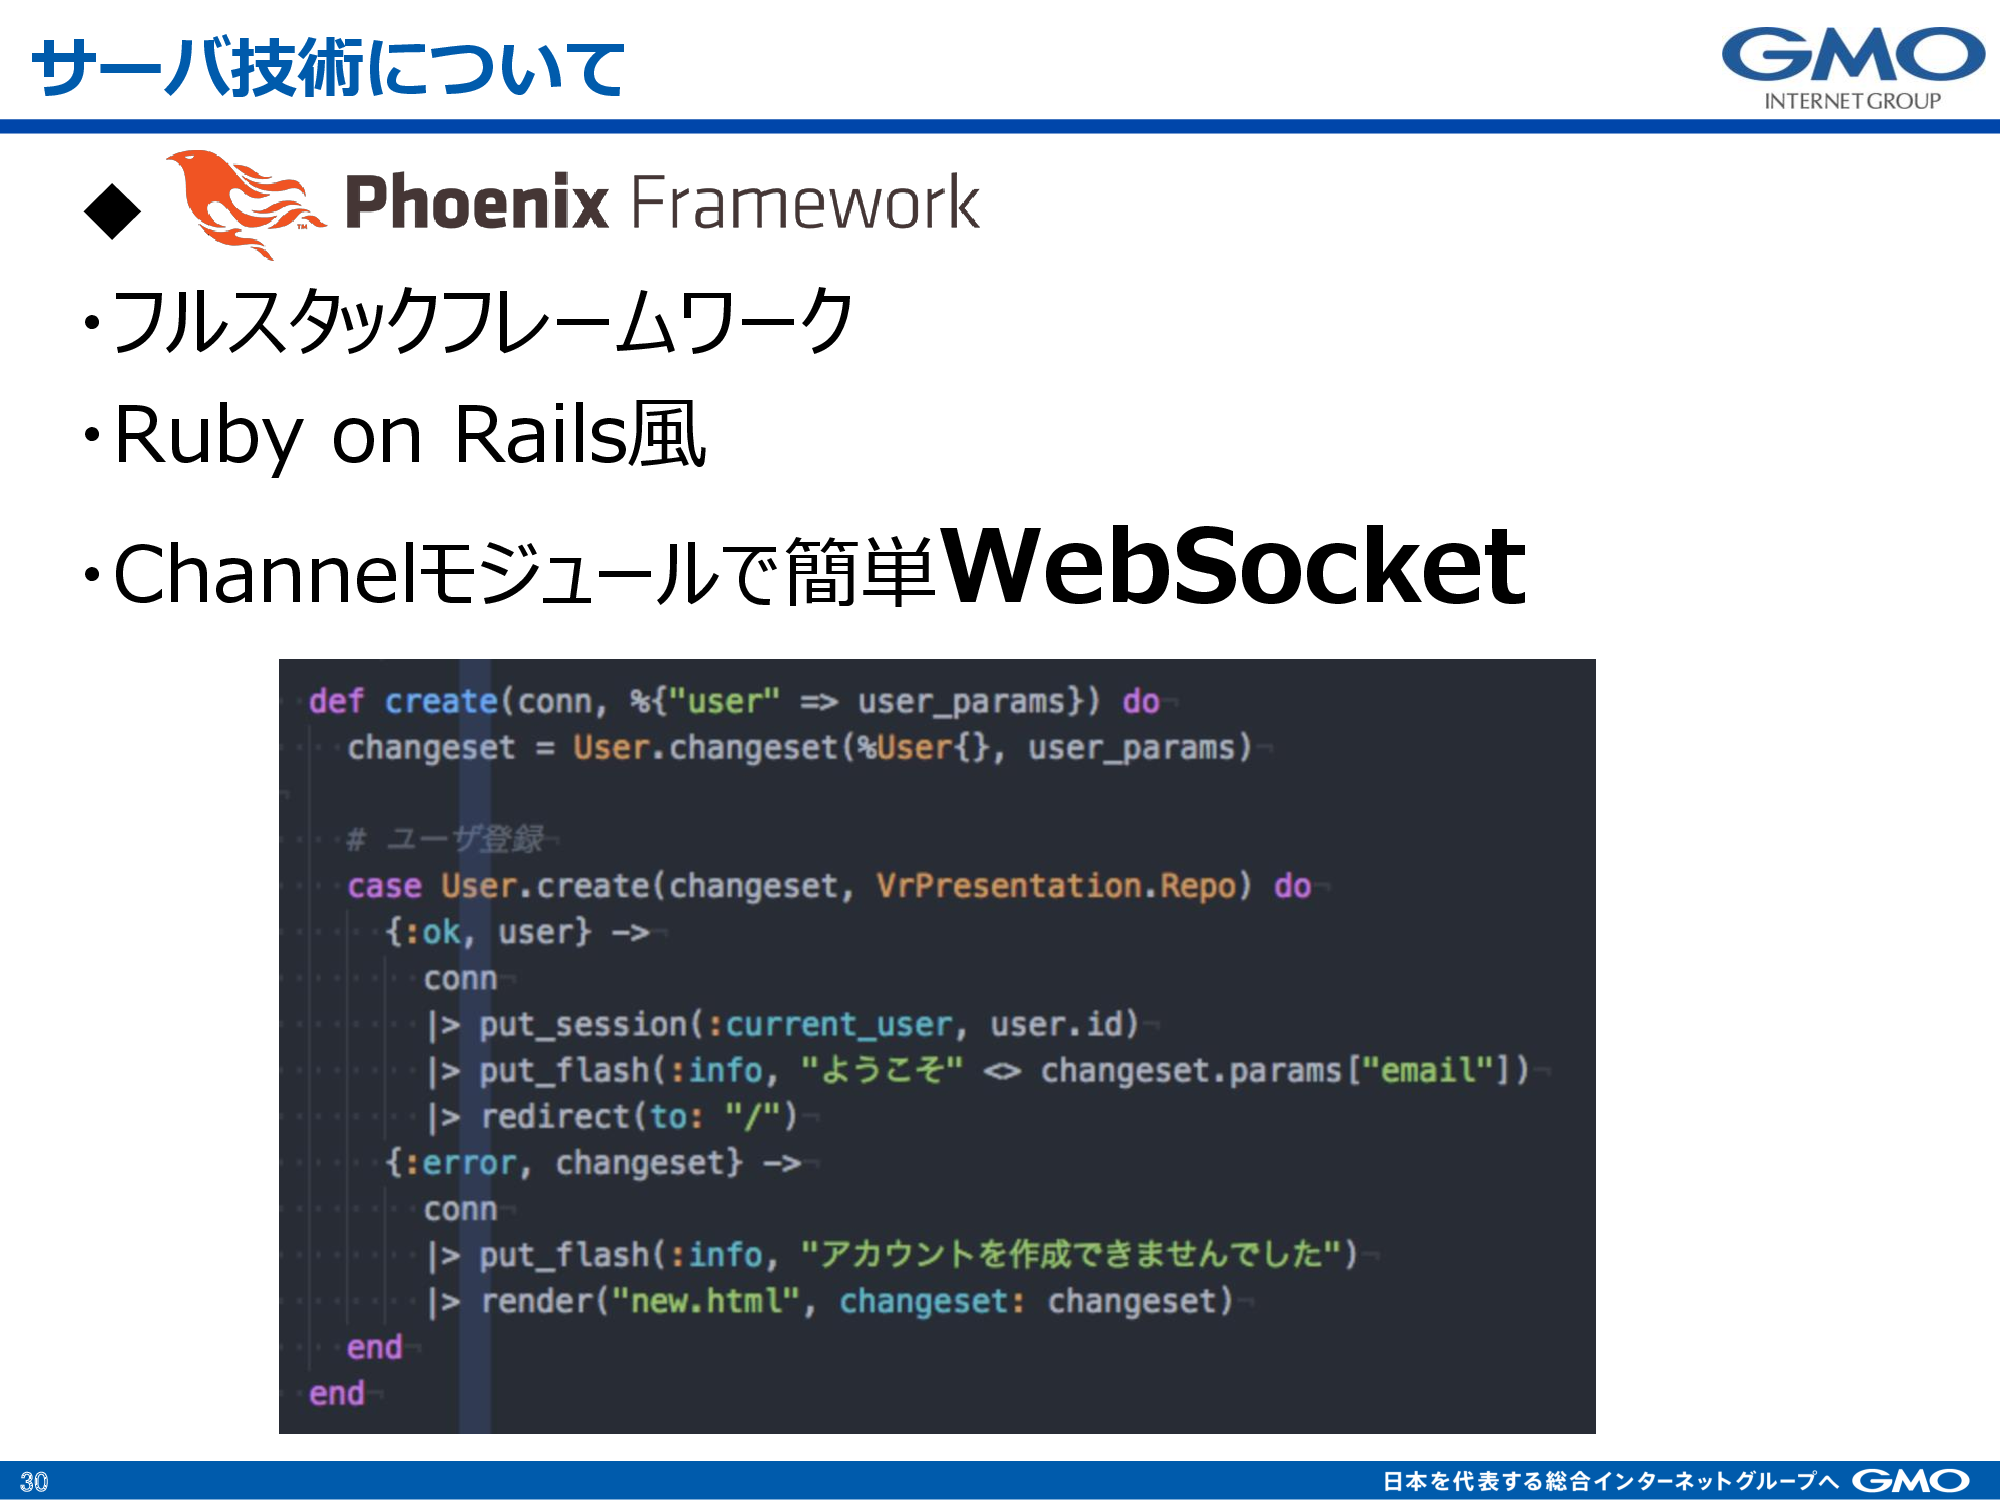 サーバ技術について
GMO
INTERNET GROUP
◆ Phoenix Framework
TM
・フルスタックフレームワーク
・Ruby on Rails風
・Channelモジュールで簡単WebSocket
def create(conn, %{"user" => user_params}) do
changeset = User.changeset(%User{}, user_params)
# ユーザ登録
case User.create(changeset, VrPresentation.Repo) do
{:ok, user} ->
conn
|> put_session(:current_user, user.id)
|> put_flash(:info, "ようこそ" <> changeset.params["email"])
|> redirect(to: "/")
{:error, changeset} ->
conn
|> put_flash(:info, "アカウントを作成できませんでした")
|> render("new.html", changeset: changeset)
end
end
30
日本を代表する総合インターネットグループへ GMO